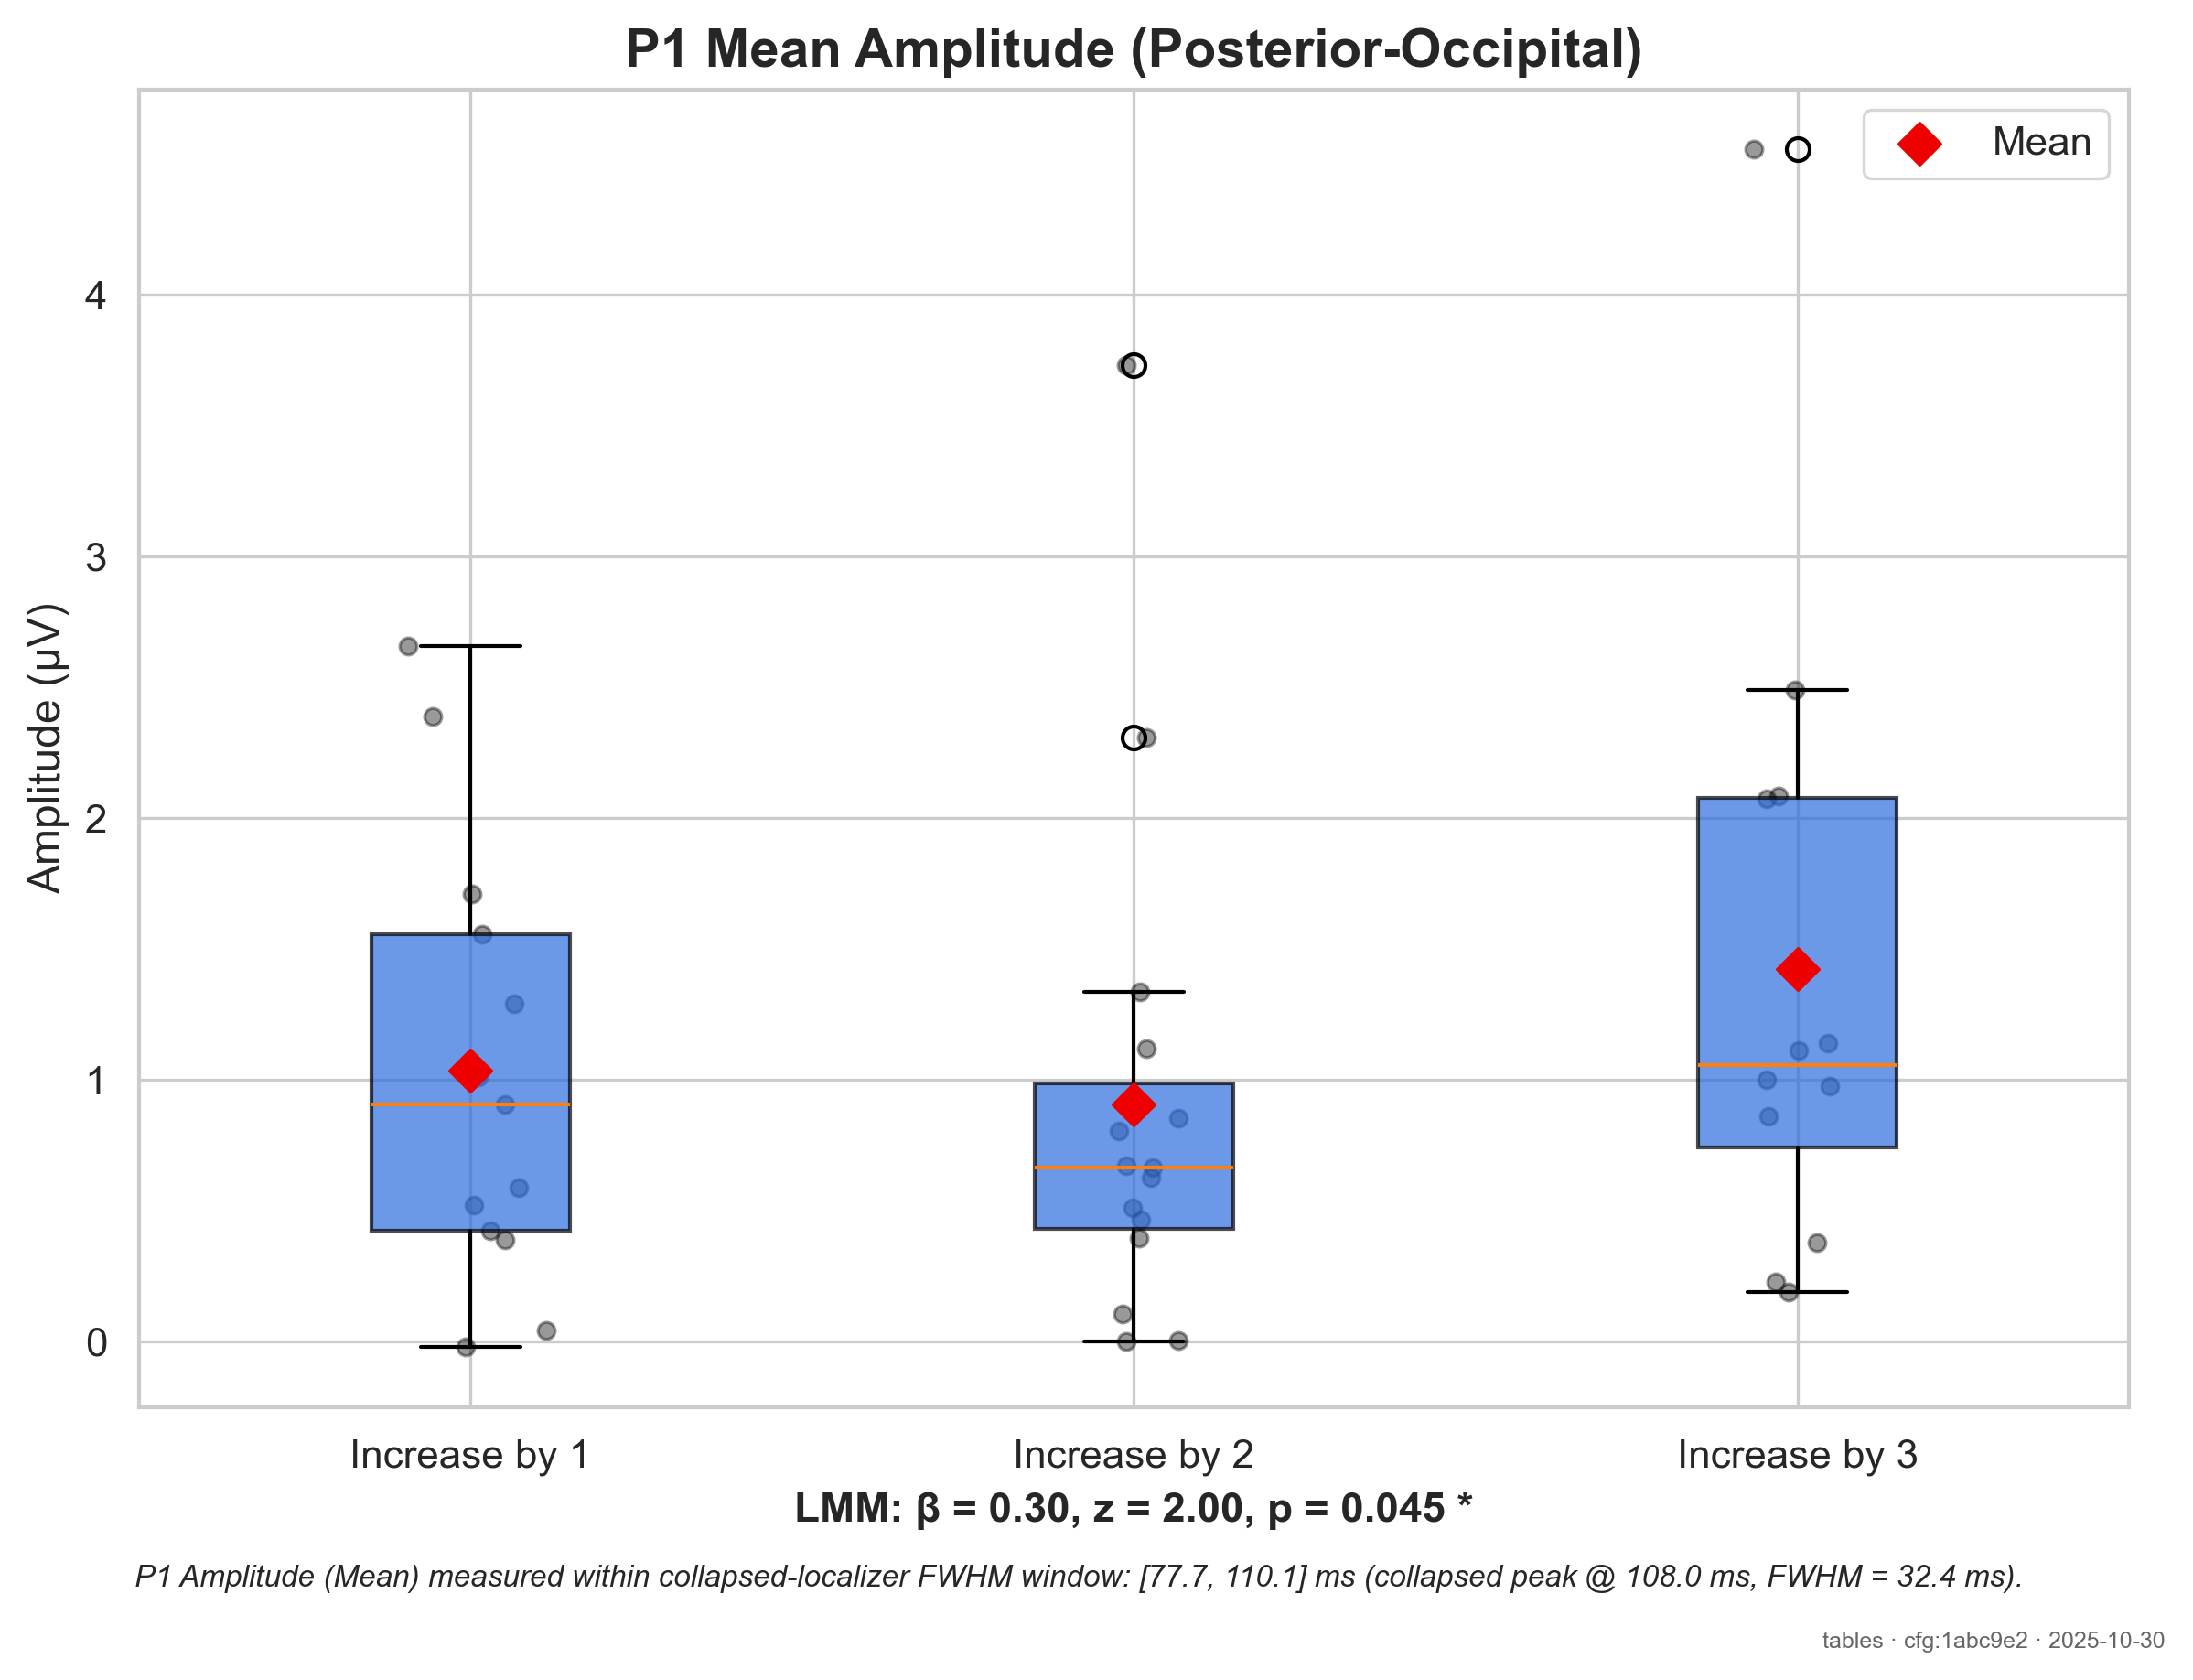 P1 Mean Amplitude (Posterior-Occipital)
Mean
Amplitude (µV)
4
3
2
1
0
Increase by 1
Increase by 2
Increase by 3
LMM: β = 0.30, z = 2.00, p = 0.045 *
P1 Amplitude (Mean) measured within collapsed-localizer FWHM window: [77.7, 110.1] ms (collapsed peak @ 108.0 ms, FWHM = 32.4 ms).
tables · cfg:1abc9e2 · 2025-10-30